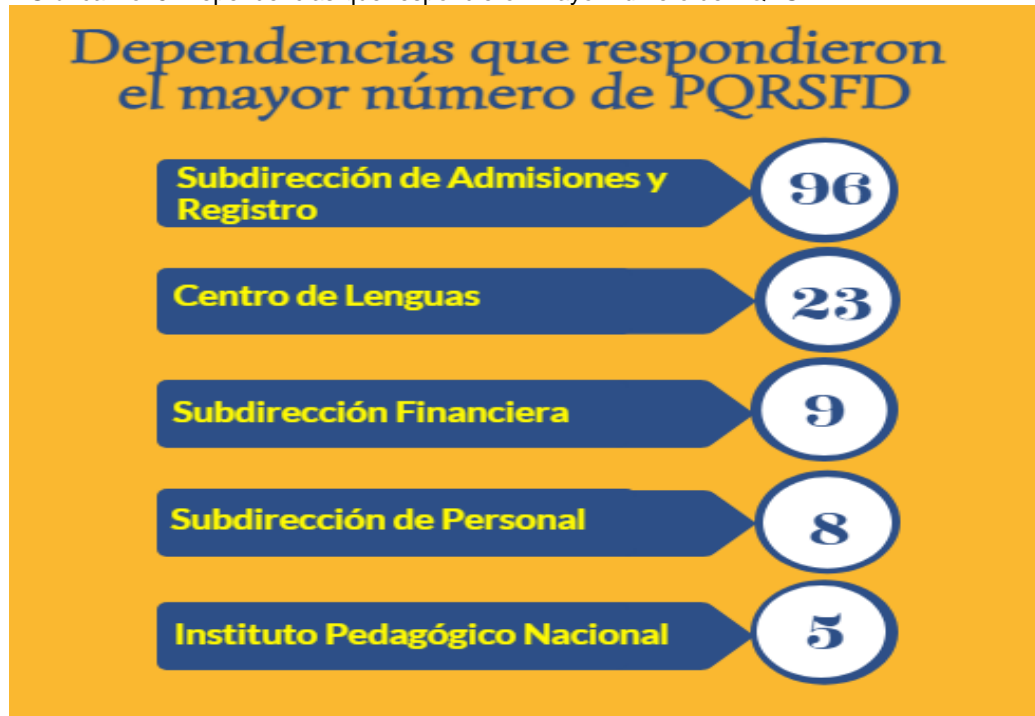 Dependencias que respondieron
el mayor número de PQRSFD
Subdirección de Admisiones y
Registro
96
Centro de Lenguas
23
Subdirección Financiera
9
Subdirección de Personal
8
Instituto Pedagógico Nacional
5